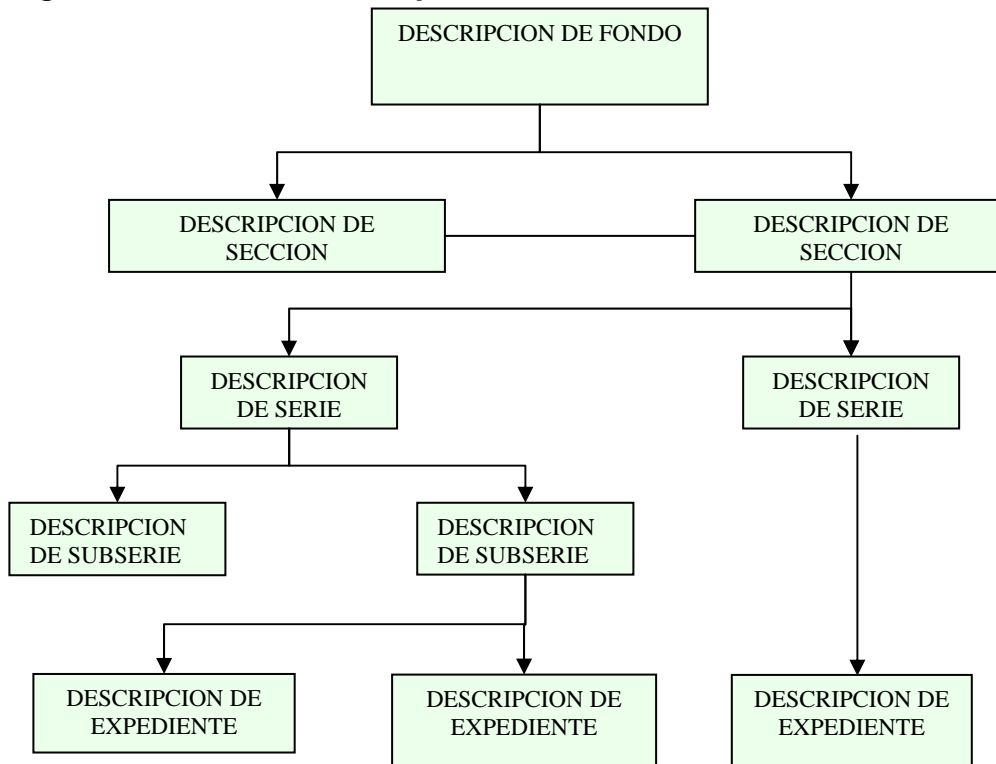 DESCRIPCION DE FONDO
DESCRIPCION DE
SECCION
DESCRIPCION DE
SECCION
DESCRIPCION
DE SERIE
DESCRIPCION
DE SERIE
DESCRIPCION
DE SUBSERIE
DESCRIPCION
DE SUBSERIE
DESCRIPCION DE
EXPEDIENTE
DESCRIPCION DE
EXPEDIENTE
DESCRIPCION DE
EXPEDIENTE